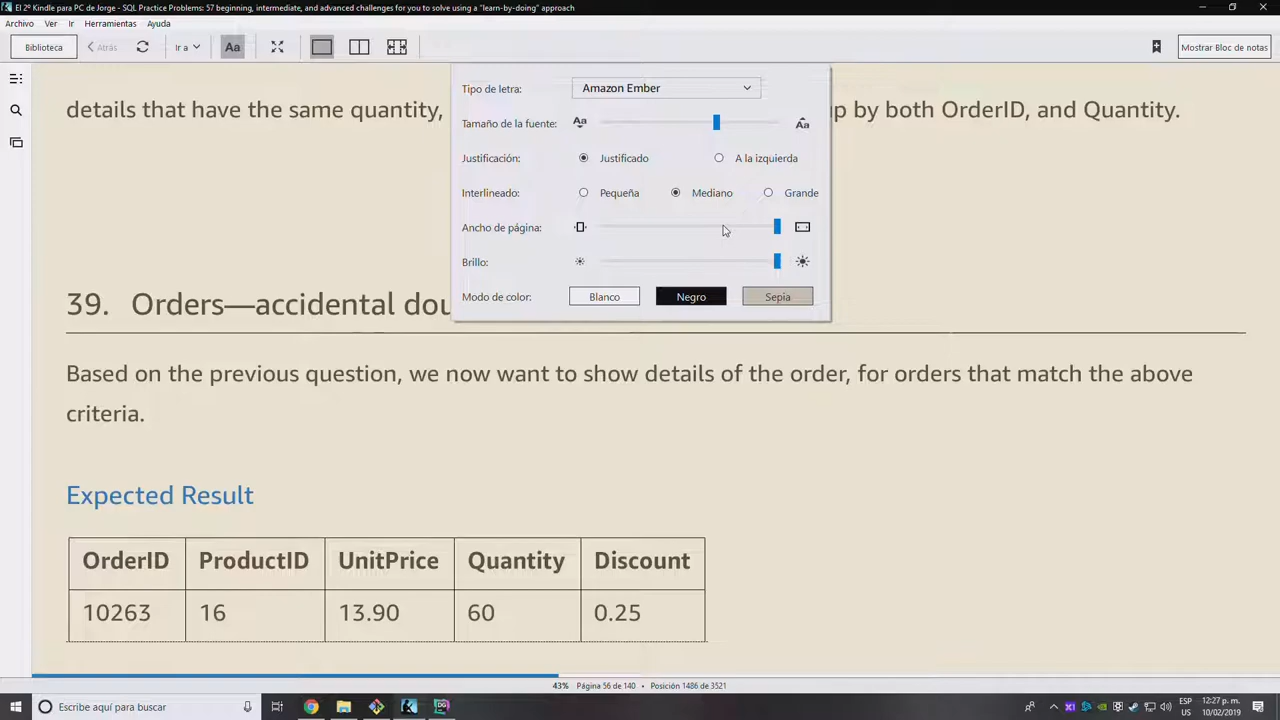 El 2º Kindle para PC de Jorge - SQL Practice Problems: 57 beginning, intermediate, and advanced challenges for you to solve using a "learn-by-doing" approach
Archivo Ver Ir Herramientas Ayuda
Biblioteca Atrás Ir a Aa Mostrar Bloc de notas
details that have the same quantity, up by both OrderID, and Quantity.
Tipo de letra: Amazon Ember
Tamaño de la fuente: Aa Aa
Justificación: Justificado A la izquierda
Interlineado: Pequeña Mediano Grande
Ancho de página:
Brillo:
Modo de color: Blanco Negro Sepia
39. Orders—accidental dou
Based on the previous question, we now want to show details of the order, for orders that match the above
criteria.
Expected Result
OrderID ProductID UnitPrice Quantity Discount
10263 16 13.90 60 0.25
43% Página 56 de 140 • Posición 1486 de 3521
Escribe aquí para buscar
ESP 12:27 p. m.
US 10/02/2019